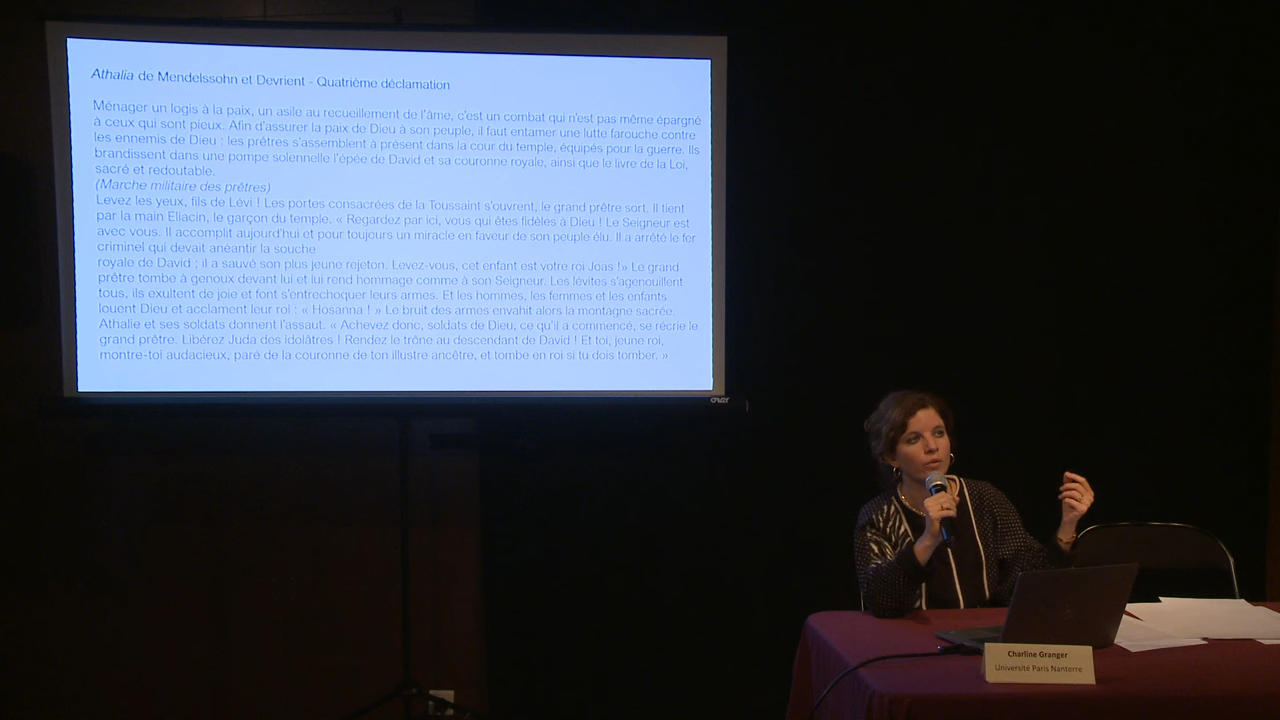 Athalia de Mendelssohn et Devrient - Quatrième déclamation
Ménager un logis à la paix, un asile au recueillement de l'âme, c'est un combat qui n'est pas même épargné
à ceux qui sont pieux. Afin d'assurer la paix de Dieu à son peuple, il faut entamer une lutte farouche contre
les ennemis de Dieu : les prêtres s'assemblent à présent dans la cour du temple, équipés pour la guerre. Ils
brandissent dans une pompe solennelle l'épée de David et sa couronne royale, ainsi que le livre de la Loi,
sacré et redoutable.
(Marche militaire des prêtres)
Levez les yeux, fils de Lévi ! Les portes consacrées de la Toussaint s'ouvrent, le grand prêtre sort. Il tient
par la main Eliacin, le garçon du temple. « Regardez par ici, vous qui êtes fidèles à Dieu ! Le Seigneur est
avec vous. Il accomplit aujourd'hui et pour toujours un miracle en faveur de son peuple élu. Il a arrêté le fer
criminel qui devait anéantir la souche
royale de David ; il a sauvé son plus jeune rejeton. Levez-vous, cet enfant est votre roi Joas !» Le grand
prêtre tombe à genoux devant lui et lui rend hommage comme à son Seigneur. Les lévites s'agenouillent
tous, ils exultent de joie et font s'entrechoquer leurs armes. Et les hommes, les femmes et les enfants
louent Dieu et acclament leur roi : « Hosanna ! » Le bruit des armes envahit alors la montagne sacrée.
Athalie et ses soldats donnent l'assaut. « Achevez donc, soldats de Dieu, ce qu'il a commencé, se récrie le
grand prêtre. Libérez Juda des idolâtres ! Rendez le trône au descendant de David ! Et toi, jeune roi,
montre-toi audacieux, paré de la couronne de ton illustre ancêtre, et tombe en roi si tu dois tomber. »
oray
Charline Granger
Université Paris Nanterre